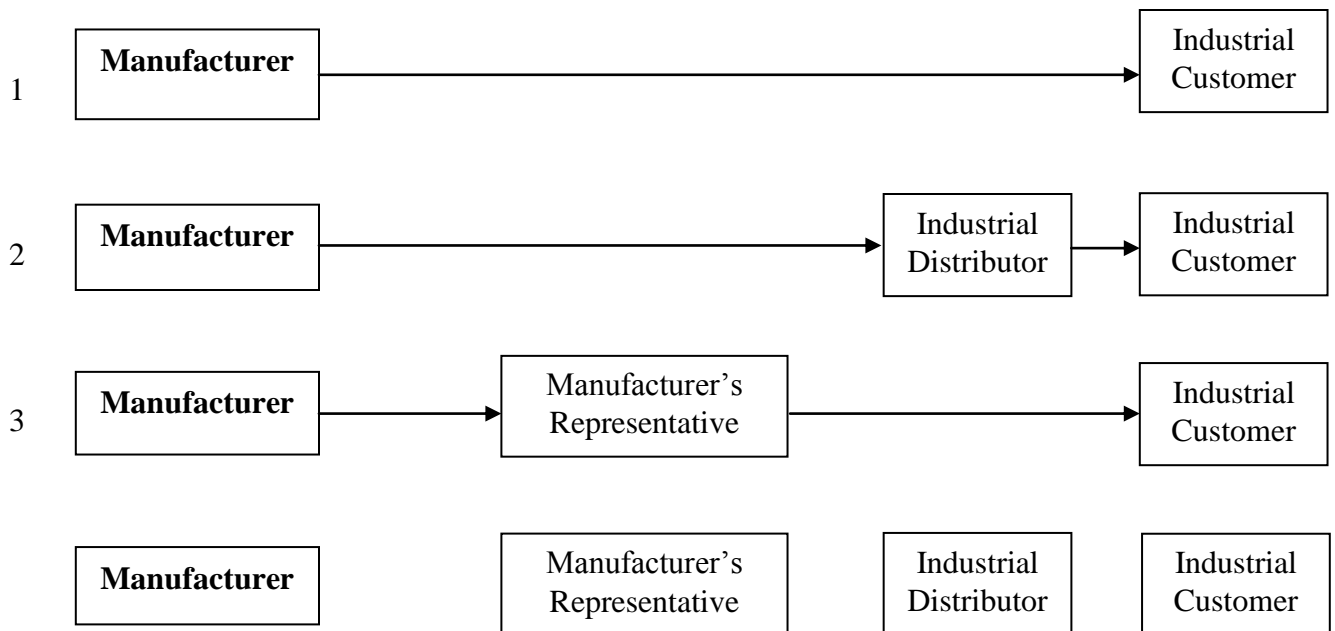 1
Manufacturer
Industrial
Customer
2
Manufacturer
Industrial
Distributor
Industrial
Customer
3
Manufacturer
Manufacturer’s
Representative
Industrial
Customer
Manufacturer
Manufacturer’s
Representative
Industrial
Distributor
Industrial
Customer